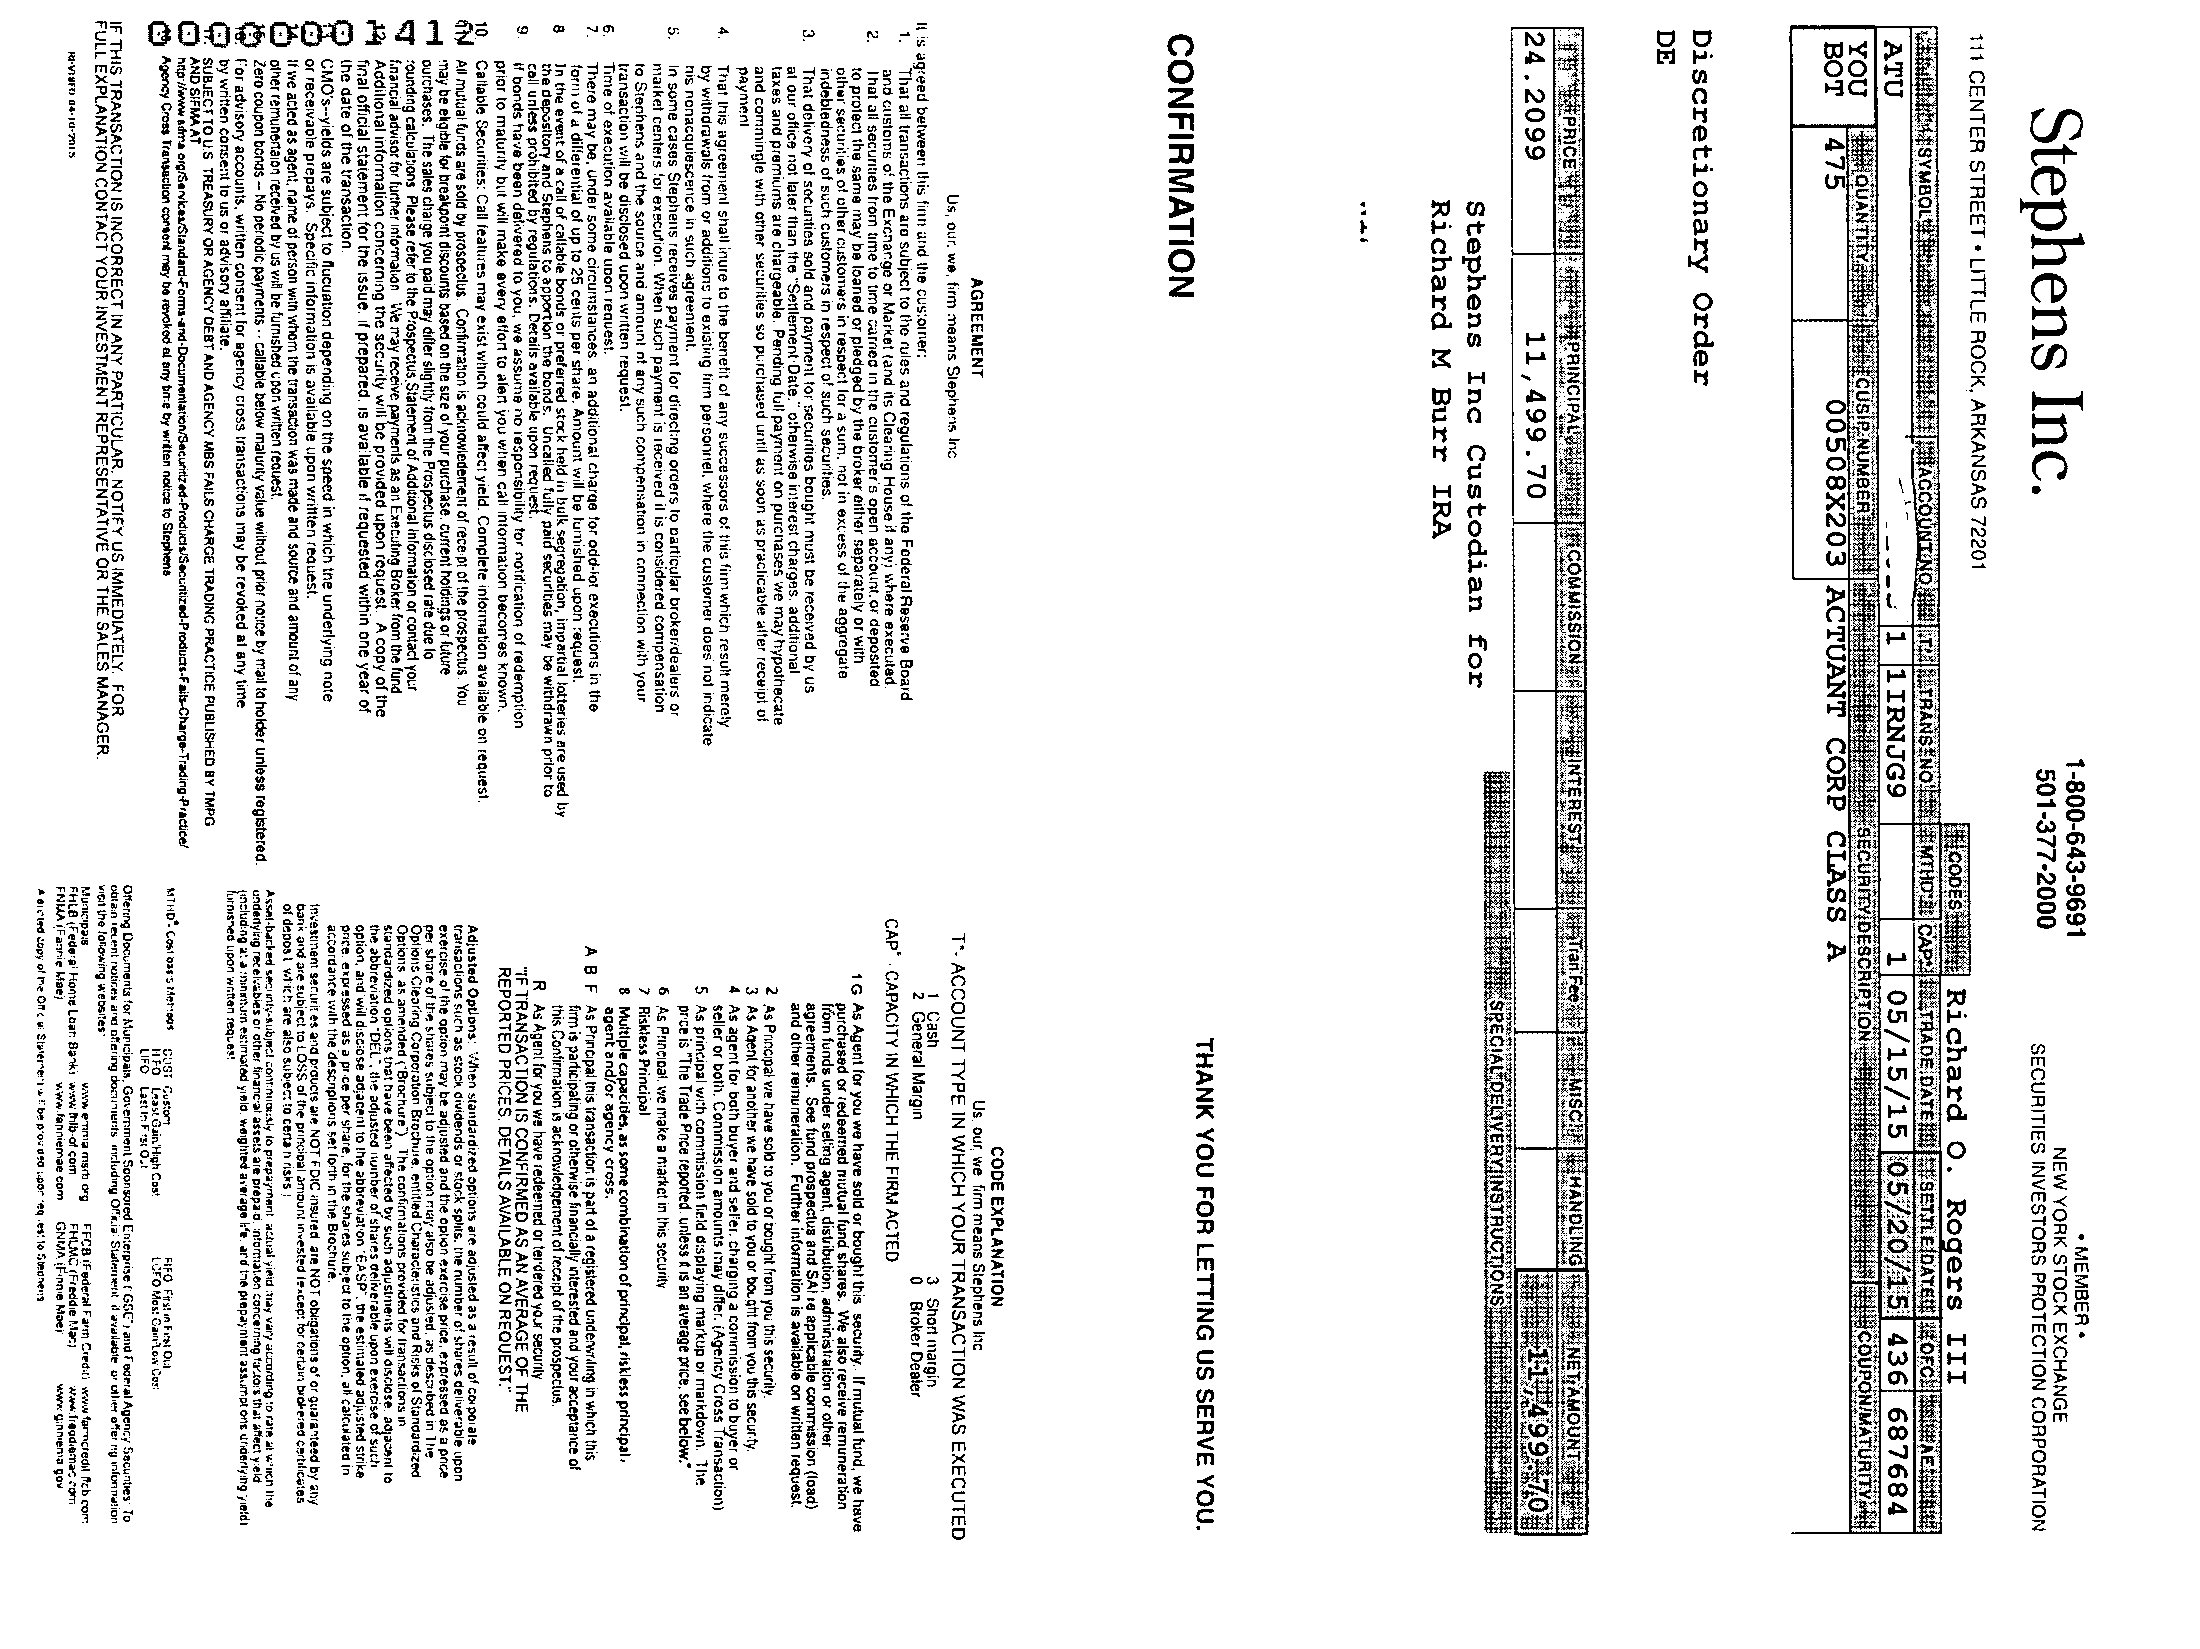 Stephens Inc.
111 CENTER STREET • LITTLE ROCK, ARKANSAS 72201
1-800-643-9691
501-377-2000
• MEMBER •
NEW YORK STOCK EXCHANGE
SECURITIES INVESTORS PROTECTION CORPORATION
CODES Richard O. Rogers III
SYMBOL ACCOUNT NO. T* TRANS NO. MTHD* CAP* TRADE DATE SETTLE DATE OFC AE
ATU 1 1IRNJG9 1 05/15/15 05/20/15 436 687684
YOU BOT QUANTITY CUSIP NUMBER SECURITY DESCRIPTION COUPON/MATURITY
475 00508X203 ACTUANT CORP CLASS A
Discretionary Order
DE
PRICE PRINCIPAL COMMISSION INTEREST Tran Fee MISC. HANDLING NET AMOUNT
24.2099 11,499.70 11,499.70
SPECIAL DELIVERY INSTRUCTIONS
Stephens Inc Custodian for
Richard M Burr IRA
CONFIRMATION
THANK YOU FOR LETTING US SERVE YOU.
AGREEMENT
Us, our, we, firm means Stephens Inc
It is agreed between this firm and the customer:
1. That all transactions are subject to the rules and regulations of the Federal Reserve Board
and customs of the Exchange or Market (and its Clearing House if any) where executed.
2. That all securities from time to time carried in the customer's open account or deposited
to protect the same may be loaned or pledged by the broker either separately or with
other securities of other customers in respect for a sum, not in excess of the aggregate
indebtedness of such customers in respect of such securities.
3. That delivery of securities sold and payment for securities bought must be received by us
at our office not later than the "Settlement Date," otherwise interest charges, additional
taxes and premiums are chargeable. Pending full payment on purchases we may hypothecate
and commingle with other securities so purchased until as soon as practicable after receipt of
payment
4. That this agreement shall inure to the benefit of any successors of this firm which result merely
by withdrawals from or additions to existing firm personnel, where the customer does not indicate
his nonacquiescence in such agreement.
5. In some cases Stephens receives payment for directing orders to particular broker/dealers or
market centers for execution. When such payment is received it is considered compensation
to Stephens and the source and amount of any such compensation in connection with your
transaction will be disclosed upon written request.
6. Time of execution available upon request.
7. There may be, under some circumstances, an additional charge for odd-lot executions in the
form of a differential of up to 25 cents per share. Amount will be furnished upon request.
8 In the event of a call of callable bonds or preferred stock held in bulk segregation, impartial lotteries are used by
the depository and Stephens to apportion the bonds. Uncalled fully paid securities may be withdrawn prior to
call unless prohibited by regulations. Details available upon request.
9. If bonds have been delivered to you, we assume no responsibility for notification of redemption
prior to maturity but will make every effort to alert you when call information becomes known.
10. Callable Securities: Call features may exist which could affect yield. Complete information available on request.
All mutual funds are sold by prospectus. Confirmation is acknowledgement of receipt of the prospectus. You
may be eligible for breakpoint discounts based on the size of your purchase, current holdings or future
purchases. The sales charge you paid may differ slightly from the Prospectus disclosed rate due to
rounding calculations. Please refer to the Prospectus Statement of Additional Information or contact your
financial advisor for further information. We may receive payments as an Executing Broker from the fund
Additional information concerning the security will be provided upon request. A copy of the
final official statement for the issue, if prepared, is available if requested within one year of
the date of the transaction.
CMO's--yields are subject to fluctuation depending on the speed in which the underlying note
or receivable prepays. Specific information is available upon written request.
If we acted as agent, name of person with whom the transaction was made and source and amount of any
other remuneration received by us will be furnished upon written request.
Zero coupon bonds -- No periodic payments - callable below maturity value without prior notice by mail to holder unless registered.
For advisory accounts, written consent for agency cross transactions may be revoked at any time
by written consent to us or advisory affiliate.
SUBJECT TO U.S. TREASURY OR AGENCY DEBT AND AGENCY MBS FAILS CHARGE TRADING PRACTICE PUBLISHED BY TMPG
AND SIFMA AT
http://www.sifma.org/Services/Standard-Forms-and-Documentation/Securitized-Products/Securitized-Products-Fails-Charge-Trading-Practice/
Agency Cross Transaction consent may be revoked at any time by written notice to Stephens
00000001412
IF THIS TRANSACTION IS INCORRECT IN ANY PARTICULAR, NOTIFY US IMMEDIATELY. FOR
FULL EXPLANATION CONTACT YOUR INVESTMENT REPRESENTATIVE OR THE SALES MANAGER.
CODE EXPLANATION
Us, our, we, firm means Stephens Inc
T*- ACCOUNT TYPE IN WHICH YOUR TRANSACTION WAS EXECUTED
1 Cash 3 Short margin
2 General Margin 0 Broker Dealer
CAP* - CAPACITY IN WHICH THE FIRM ACTED
1G As Agent for you we have sold or bought this security. If mutual fund, we have
purchased or redeemed mutual fund shares. We also receive remuneration
from funds under selling agent, distribution, administration or other
agreements. See fund prospectus and SAI re applicable commission (load)
and other remuneration. Further information is available on written request.
2 As Principal we have sold to you or bought from you this security.
3 As Agent for another we have sold to you or bought from you this security.
4 As agent for both buyer and seller, charging a commission to buyer or
seller or both. Commission amounts may differ. (Agency Cross Transaction)
5 As principal with commission field displaying markup or markdown. The
price is "The Trade Price reported, unless it is an average price, see below."
6 As Principal, we make a market in this security
7 Riskless Principal
8 Multiple capacities, as some combination of principal, riskless principal,
agent and/or agency cross.
A B F As Principal this transaction is part of a registered underwriting in which this
firm is participating or otherwise financially interested and your acceptance of
this Confirmation is acknowledgement of receipt of the prospectus.
R As Agent for you we have redeemed or tendered your security
"IF TRANSACTION IS CONFIRMED AS AN AVERAGE OF THE
REPORTED PRICES, DETAILS AVAILABLE ON REQUEST."
Adjusted Options: When standardized options are adjusted as a result of corporate
transactions such as stock dividends or stock splits, the number of shares deliverable upon
exercise of the option may be adjusted and the option exercise price, expressed as a price
per share of the shares subject to the option may also be adjusted, as described in The
Options Clearing Corporation Brochure, entitled Characteristics and Risks of Standardized
Options as amended ("Brochure"). The confirmations provided for transactions in
standardized options that have been affected by such adjustments will disclose, adjacent to
the abbreviation "DEL", the adjusted number of shares deliverable upon exercise of such
option, and will disclose adjacent to the abbreviation "EASP", the estimated adjusted strike
price, expressed as a price per share, for the shares subject to the option, all calculated in
accordance with the descriptions set forth in the Brochure.
Investment securities and products are NOT FDIC insured, are NOT obligations of or guaranteed by any
bank and are subject to LOSS of the principal amount invested (except for certain brokered certificates
of deposit, which are also subject to certain risks)
Asset-backed security-subject continuously to prepayment, actual yield may vary according to rate at which the
underlying receivables or other financial assets are prepaid. Information concerning factors that affect yield
(including at a minimum estimated yield, weighted average life, and the prepayment assumptions underlying yield)
furnished upon written request
MTHD* Cost basis Methods CUST Custom FIFO First in First Out
HIFO Least Gain/High Cost LOFO Most Gain/Low Cost
LIFO Last in First Out
Offering Documents for Municipals, Government Sponsored Enterprise (GSE) and Federal Agency Securities: To
obtain recent notices and offering documents including Official Statement, if available or other offering information
visit the following websites:
Municipals www.emma.msrb.org FFCB (Federal Farm Credit) www.farmcredit-ffcb.com
FHLB (Federal Home Loan Bank) www.fhlb-of.com FHLMC (Freddie Mac) www.freddiemac.com
FNMA (Fannie Mae) www.fanniemae.com GNMA (Ginnie Mae) www.ginniemae.gov
A printed copy of the Official Statement will be provided upon request to Stephens